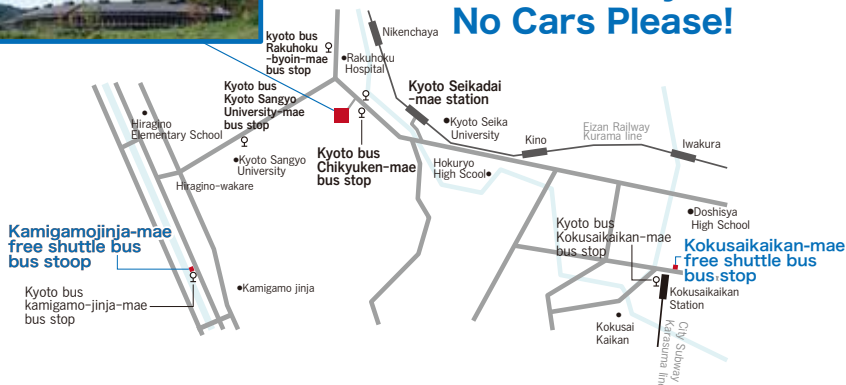 No Cars Please!
Nikenchaya
kyoto bus
Rakuhoku
-byoin-mae
bus stop
Rakuhoku
Hospital
Kyoto bus
Kyoto Sangyo
University-mae
bus stop
Kyoto Seikadai
-mae station
Hiragino
Elementary School
Kyoto Seika
University
Eizan Railway
Kurama line
Kino
Iwakura
Kyoto Sangyo
University
Kyoto bus
Chikyuken-mae
bus stop
Hokuryo
High Scool
Hiragino-wakare
Doshisya
High School
Kamigamojinja-mae
free shuttle bus
bus stoop
Kyoto bus
Kokusaikaikan-mae
bus stop
Kokusaikaikan-mae
free shuttle bus
bus stop
Kyoto bus
kamigamo-jinja-mae
bus stop
Kamigamo jinja
Kokusaikaikan
Station
Kokusai
Kaikan
City Subway
Karasuma line